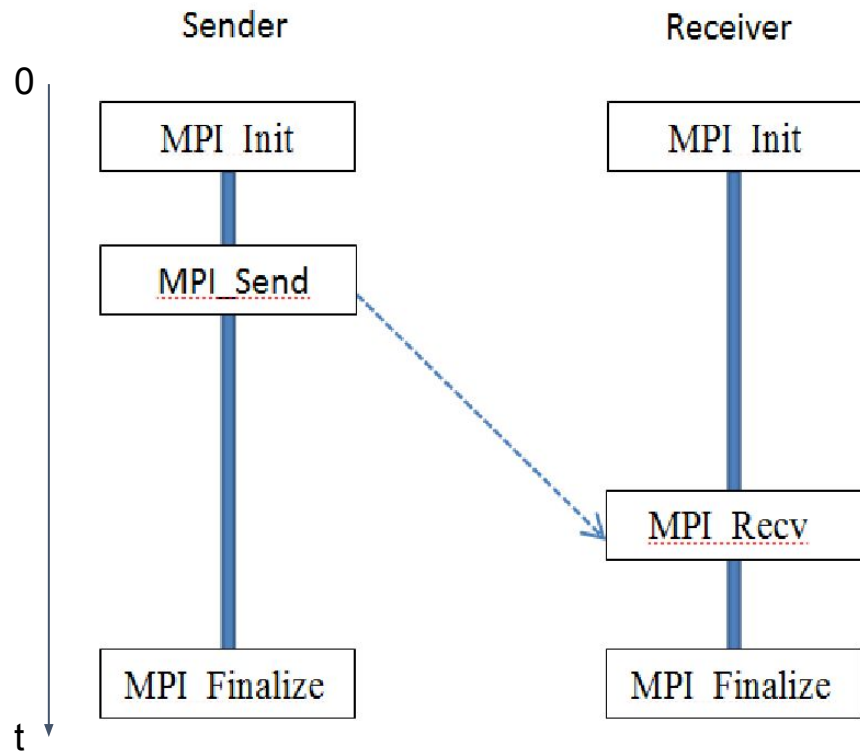 Sender
Receiver
0
MPI Init
MPI Init
MPI_Send
MPI Recv
MPI Finalize
MPI Finalize
t